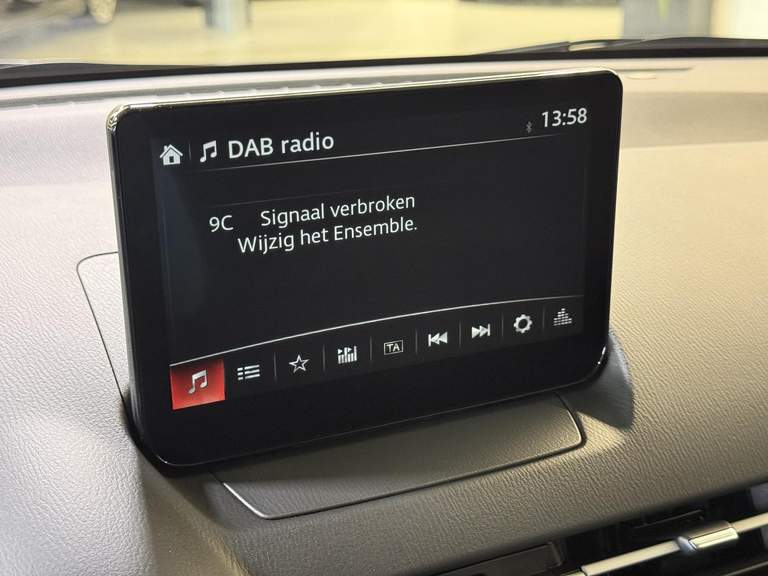 DAB radio
13:58
9C Signaal verbroken
Wijzig het Ensemble.
TA